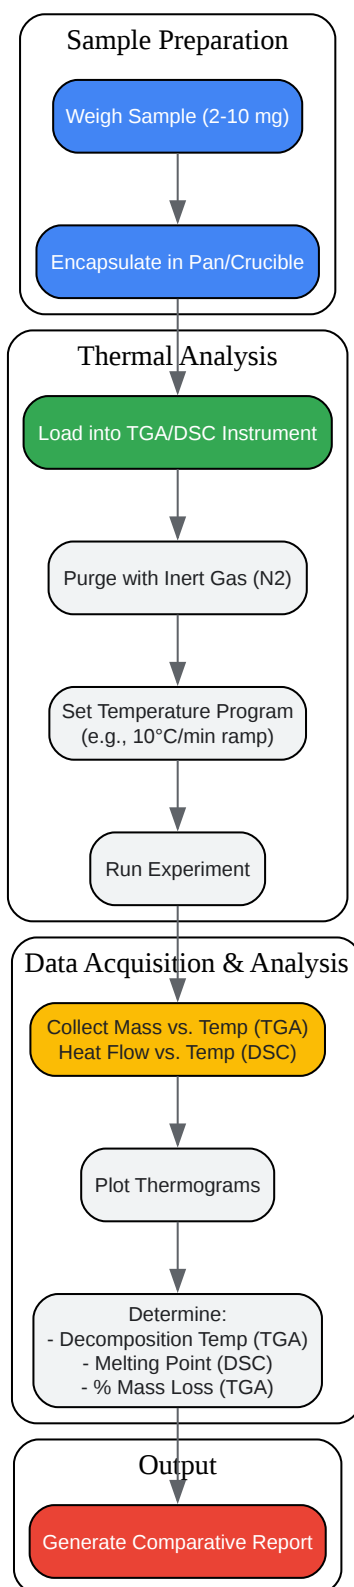 Sample Preparation
Weigh Sample (2-10 mg)
Encapsulate in Pan/Crucible
Thermal Analysis
Load into TGA/DSC Instrument
Purge with Inert Gas (N2)
Set Temperature Program
(e.g., 10°C/min ramp)
Run Experiment
Data Acquisition & Analysis
Collect Mass vs. Temp (TGA)
Heat Flow vs. Temp (DSC)
Plot Thermograms
Determine:
- Decomposition Temp (TGA)
- Melting Point (DSC)
- % Mass Loss (TGA)
Output
Generate Comparative Report